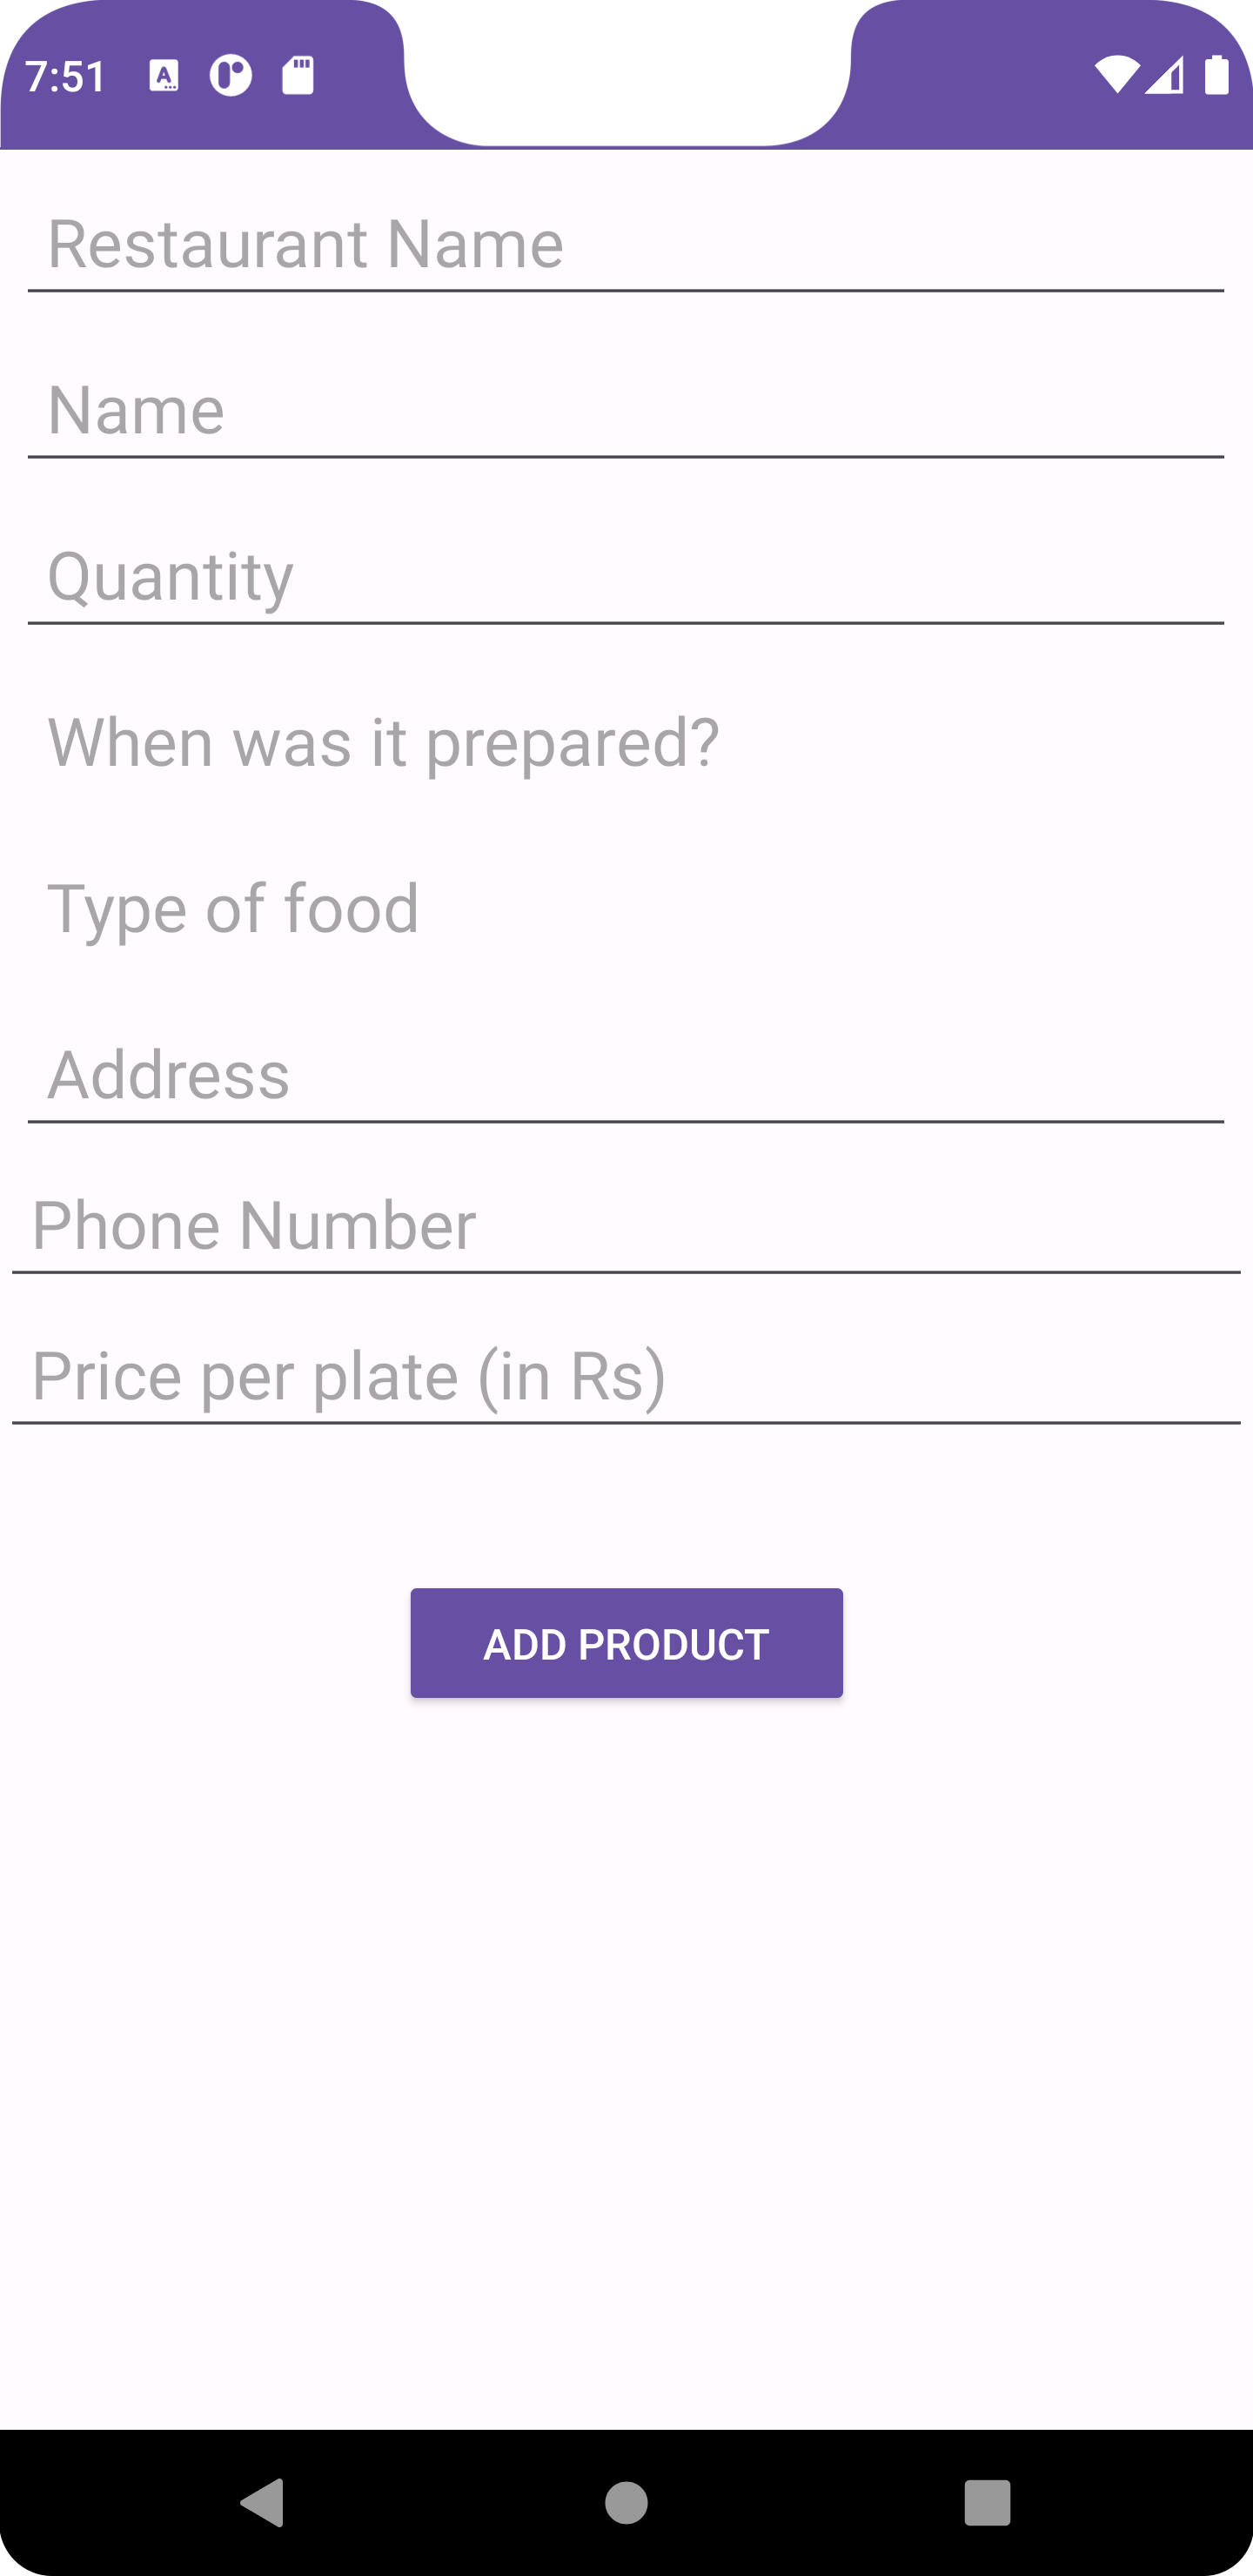 7:51
Restaurant Name
Name
Quantity
When was it prepared?
Type of food
Address
Phone Number
Price per plate (in Rs)
ADD PRODUCT